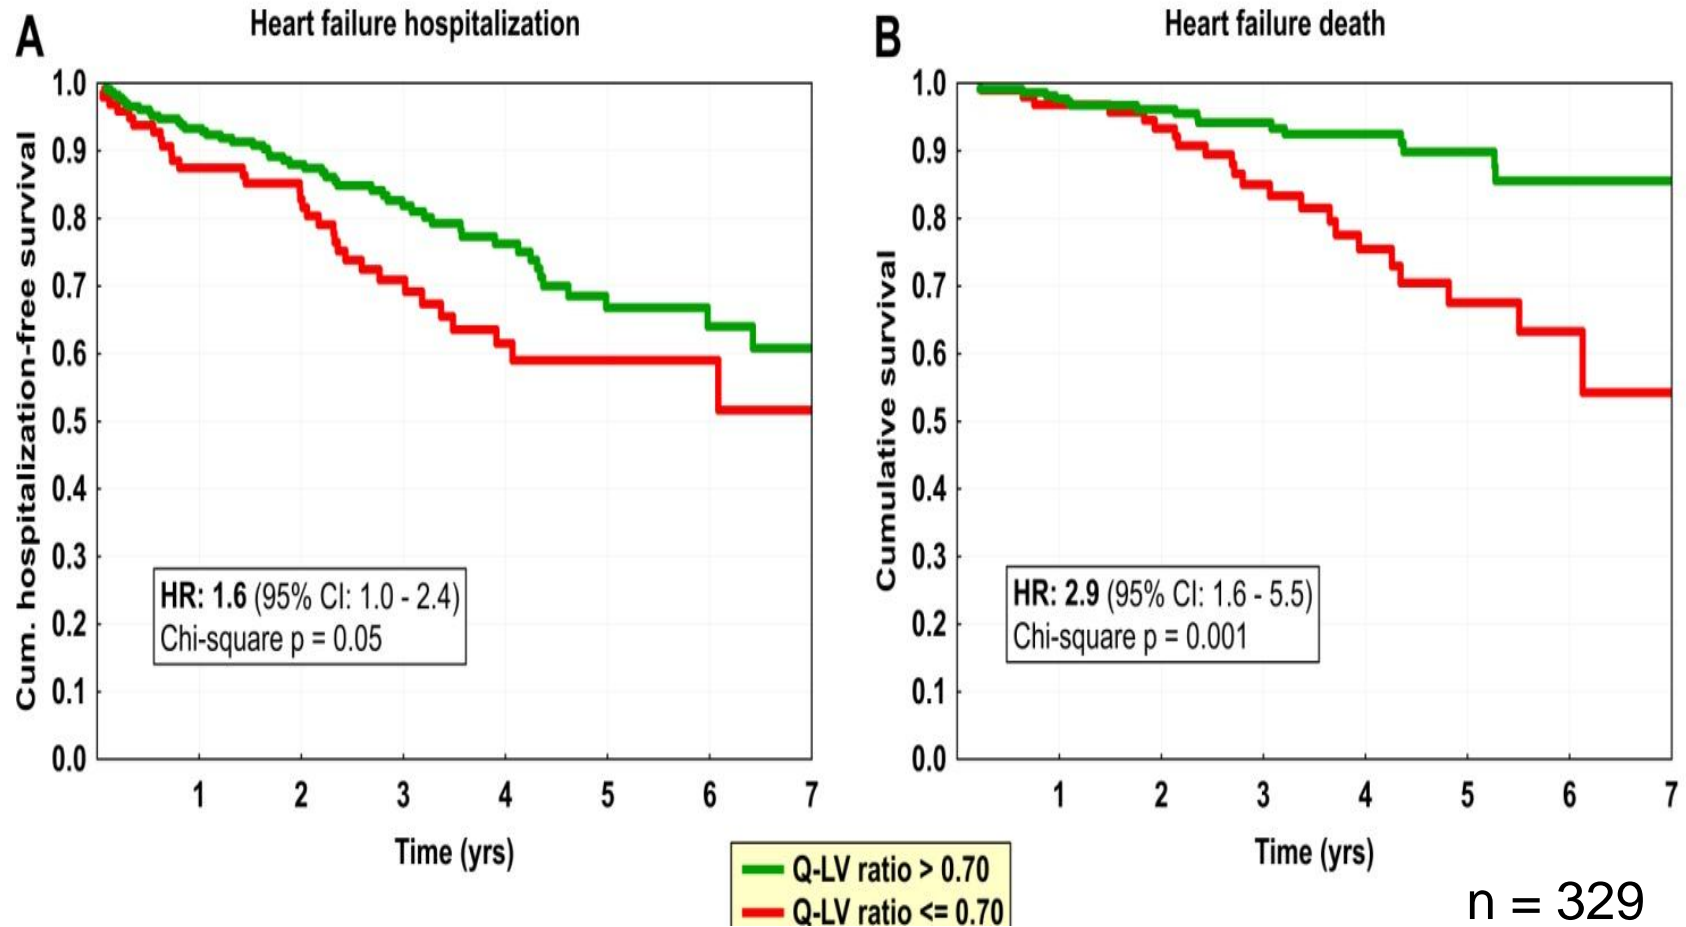 A
Heart failure hospitalization
Cum. hospitalization-free survival
1.0
0.9
0.8
0.7
0.6
0.5
0.4
0.3
0.2
0.1
0.0
HR: 1.6 (95% CI: 1.0 - 2.4)
Chi-square p = 0.05
1 2 3 4 5 6 7
Time (yrs)
B
Heart failure death
Cumulative survival
1.0
0.9
0.8
0.7
0.6
0.5
0.4
0.3
0.2
0.1
0.0
HR: 2.9 (95% CI: 1.6 - 5.5)
Chi-square p = 0.001
1 2 3 4 5 6 7
Time (yrs)
Q-LV ratio > 0.70
Q-LV ratio <= 0.70
n = 329